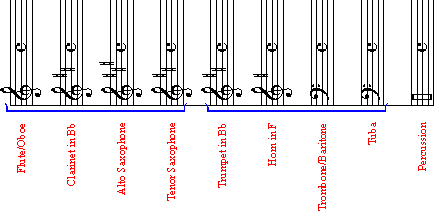 Flute/Oboe
Clarinet in Bb
Alto Saxophone
Tenor Saxophone
Trumpet in Bb
Horn in F
Trombone/Baritone
Tuba
Percussion